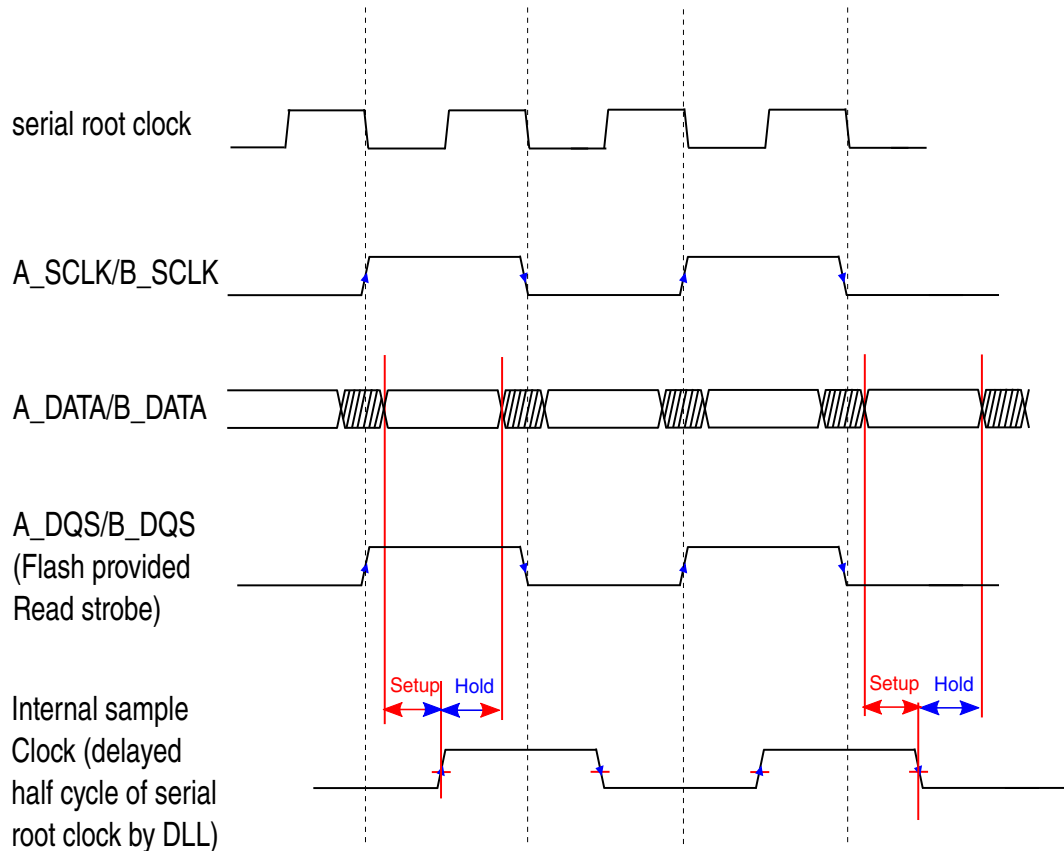 serial root clock
A_SCLK/B_SCLK
A_DATA/B_DATA
A_DQS/B_DQS
(Flash provided
Read strobe)
Setup Hold
Setup Hold
Internal sample
Clock (delayed
half cycle of serial
root clock by DLL)